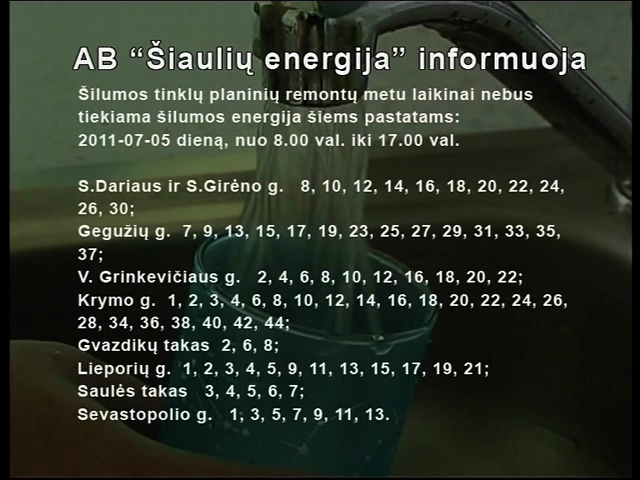 AB “Šiaulių energija” informuoja
Šilumos tinklų planinių remontų metu laikinai nebus
tiekiama šilumos energija šiems pastatams:
2011-07-05 dieną, nuo 8.00 val. iki 17.00 val.
S.Dariaus ir S.Girėno g. 8, 10, 12, 14, 16, 18, 20, 22, 24,
26, 30;
Gegužių g. 7, 9, 13, 15, 17, 19, 23, 25, 27, 29, 31, 33, 35,
37;
V. Grinkevičiaus g. 2, 4, 6, 8, 10, 12, 16, 18, 20, 22;
Krymo g. 1, 2, 3, 4, 6, 8, 10, 12, 14, 16, 18, 20, 22, 24, 26,
28, 34, 36, 38, 40, 42, 44;
Gvazdikų takas 2, 6, 8;
Lieporių g. 1, 2, 3, 4, 5, 9, 11, 13, 15, 17, 19, 21;
Saulės takas 3, 4, 5, 6, 7;
Sevastopolio g. 1, 3, 5, 7, 9, 11, 13.